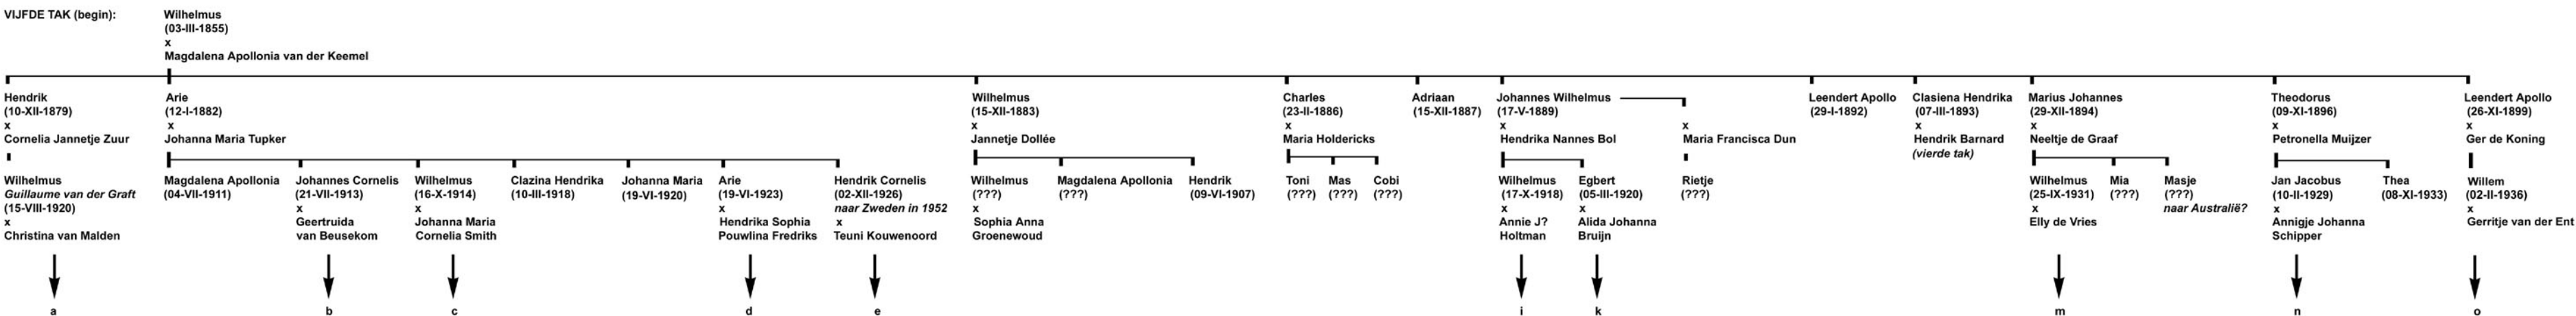 VIJFDE TAK (begin):
Wilhelmus
(03-III-1855)
x
Magdalena Apollonia van der Keemel
Hendrik
(10-XII-1879)
x
Cornelia Jannetje Zuur
Arie
(12-I-1882)
x
Johanna Maria Tupker
Wilhelmus
(15-XII-1883)
x
Jannetje Dollée
Charles
(23-II-1886)
x
Maria Holdericks
Adriaan
(15-XII-1887)
Johannes Wilhelmus
(17-V-1889)
x
Hendrika Nannes Bol
x
Maria Francisca Dun
Leendert Apollo
(29-I-1892)
Clasiena Hendrika
(07-III-1893)
x
Hendrik Barnard
(vierde tak)
Marius Johannes
(29-XII-1894)
x
Neeltje de Graaf
Theodorus
(09-XI-1896)
x
Petronella Muijzer
Leendert Apollo
(26-XI-1899)
x
Ger de Koning
Wilhelmus
Guillaume van der Graft
(15-VIII-1920)
x
Christina van Malden
Magdalena Apollonia
(04-VII-1911)
Johannes Cornelis
(21-VII-1913)
x
Geertruida
van Beusekom
Wilhelmus
(16-X-1914)
x
Johanna Maria
Cornelia Smith
Clazina Hendrika
(10-III-1918)
Johanna Maria
(19-VI-1920)
Arie
(19-VI-1923)
x
Hendrika Sophia
Pouwlina Fredriks
Hendrik Cornelis
(02-XII-1926)
naar Zweden in 1952
x
Teuni Kouwenoord
Wilhelmus
(???)
x
Sophia Anna
Groenewoud
Magdalena Apollonia
(???)
Hendrik
(09-VI-1907)
Toni
(???)
Mas
(???)
Cobi
(???)
Wilhelmus
(17-X-1918)
x
Annie J?
Holtman
Egbert
(05-III-1920)
x
Alida Johanna
Bruijn
Rietje
(???)
Wilhelmus
(25-IX-1931)
x
Elly de Vries
Mia
(???)
Masje
(???)
naar Australië?
Jan Jacobus
(10-II-1929)
x
Annigje Johanna
Schipper
Thea
(08-XI-1933)
Willem
(02-II-1936)
x
Gerritje van der Ent
a
b
c
d
e
i
k
m
n
o